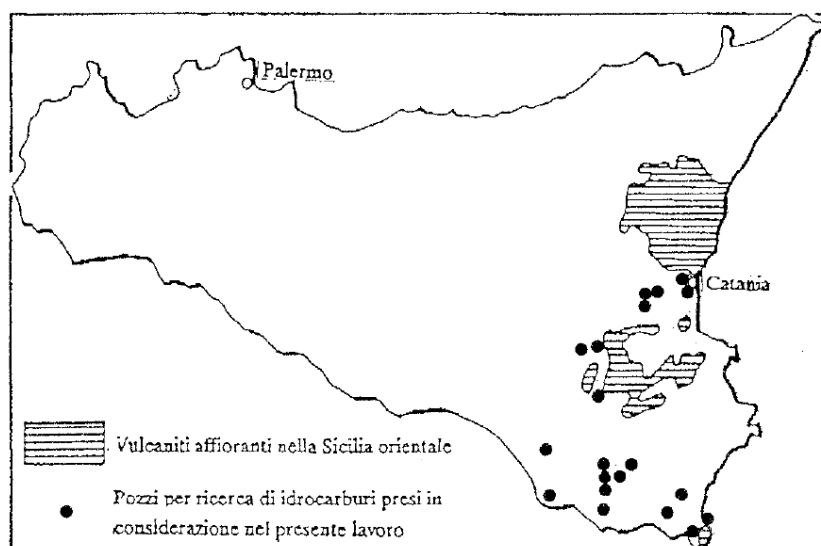 Palermo
Catania
Vulcaniti affioranti nella Sicilia orientale
Pozzi per ricerca di idrocarburi presi in
considerazione nel presente lavoro